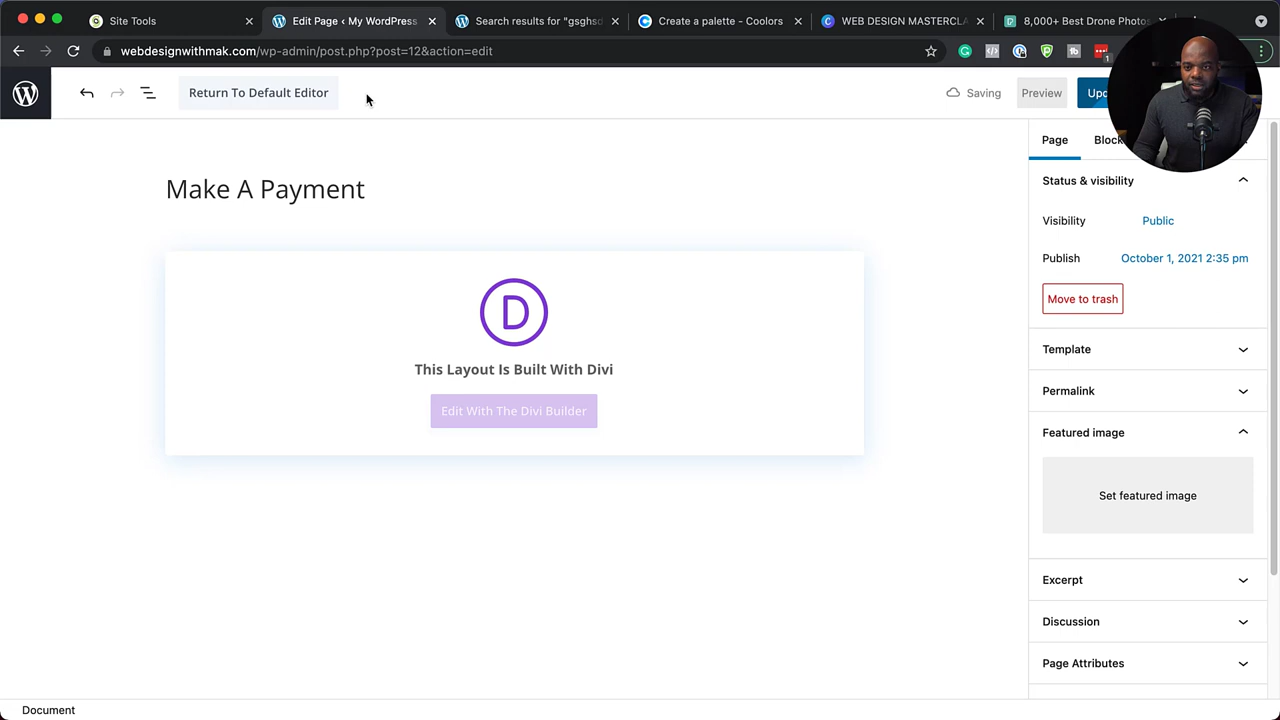 Site Tools
Edit Page ‹ My WordPress
Search results for "gsghsd
Create a palette - Coolors
WEB DESIGN MASTERCLA
8,000+ Best Drone Photos
webdesignwithmak.com/wp-admin/post.php?post=12&action=edit
Return To Default Editor
Saving
Preview
Make A Payment
D
This Layout Is Built With Divi
Edit With The Divi Builder
Page
Block
Status & visibility
Visibility
Public
Publish
October 1, 2021 2:35 pm
Move to trash
Template
Permalink
Featured image
Set featured image
Excerpt
Discussion
Page Attributes
Document